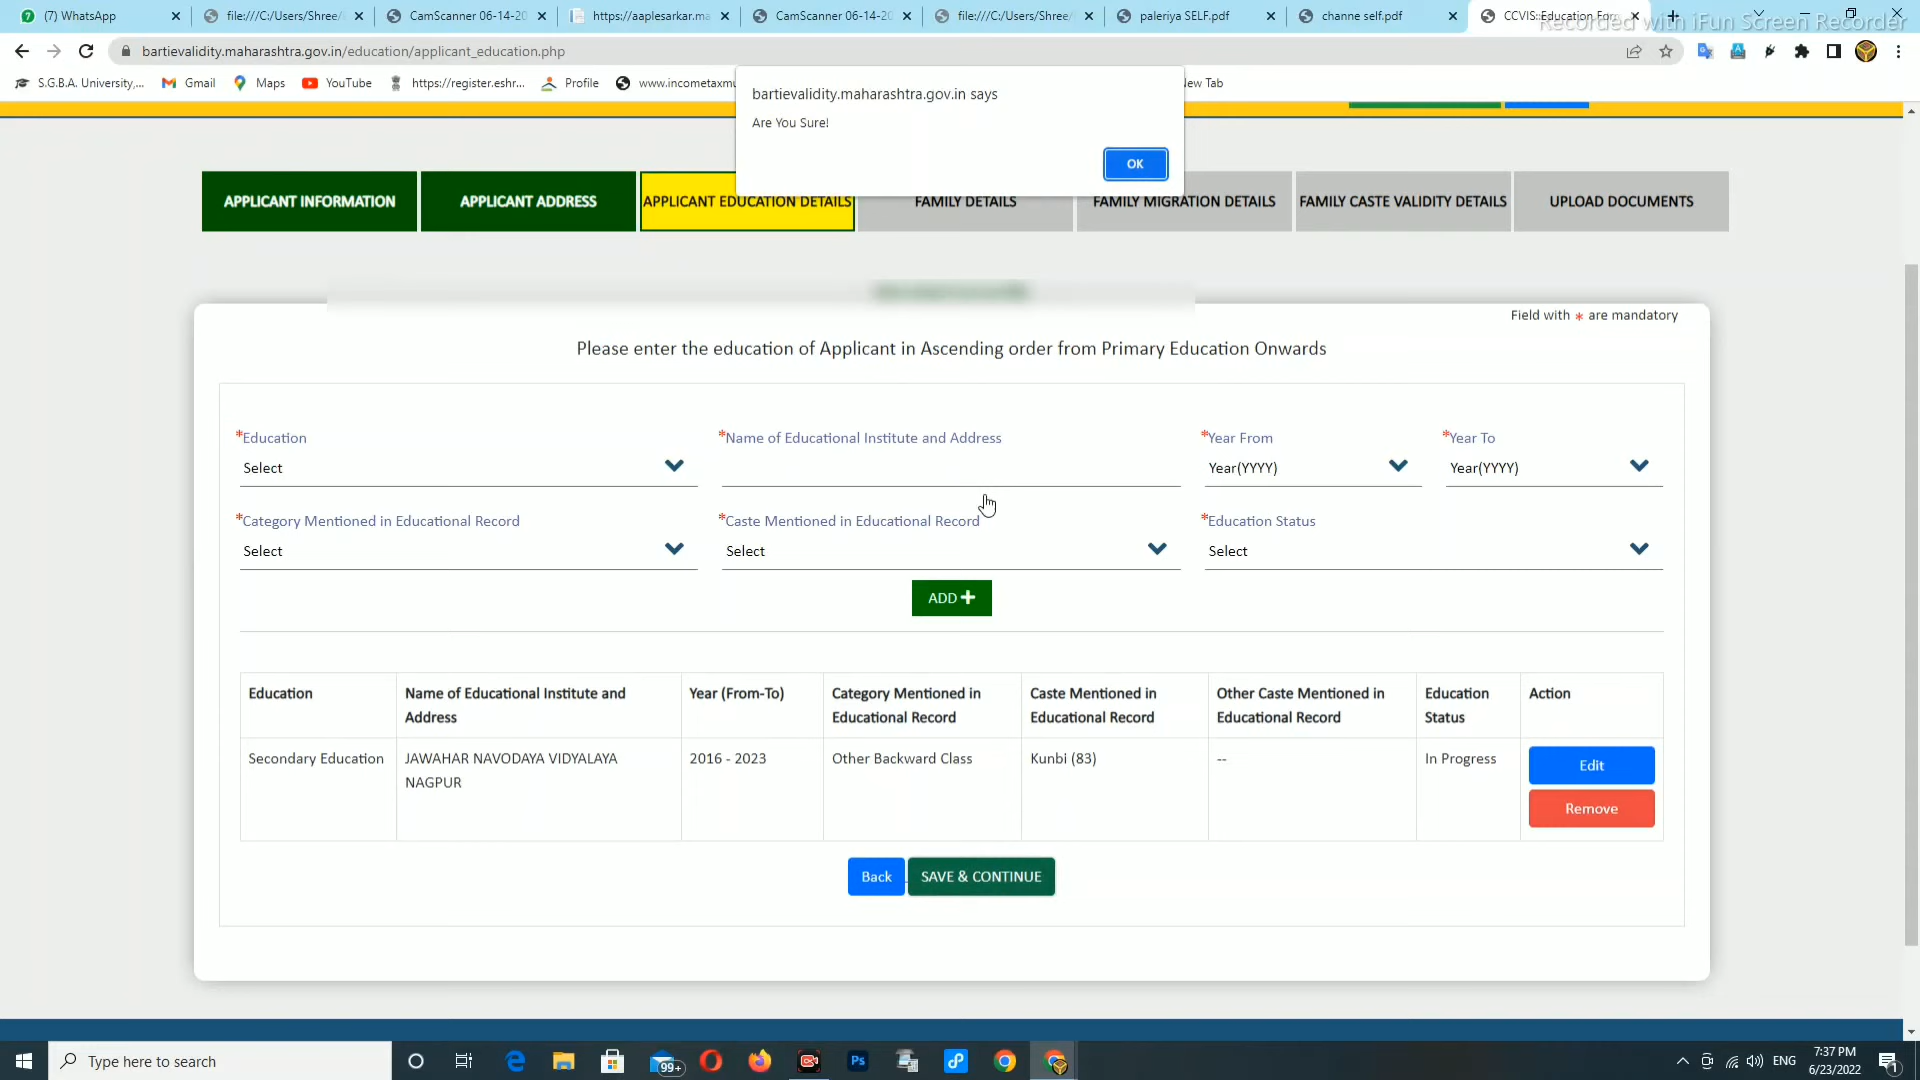 (7) WhatsApp
file:///C:/Users/Shree/
CamScanner 06-14-20
https://aaplesarkar.ma
CamScanner 06-14-20
file:///C:/Users/Shree/
paleriya SELF.pdf
channe self.pdf
CCVIS::Education For
Recorded with iFun Screen Recorder
bartievalidity.maharashtra.gov.in/education/applicant_education.php
S.G.B.A. University,...
Gmail
Maps
YouTube
https://register.eshr...
Profile
www.incometaxmu
New Tab
bartievalidity.maharashtra.gov.in says
Are You Sure!
OK
APPLICANT INFORMATION
APPLICANT ADDRESS
APPLICANT EDUCATION DETAILS
FAMILY DETAILS
FAMILY MIGRATION DETAILS
FAMILY CASTE VALIDITY DETAILS
UPLOAD DOCUMENTS
Field with * are mandatory
Please enter the education of Applicant in Ascending order from Primary Education Onwards
*Education
*Name of Educational Institute and Address
*Year From
*Year To
Select
Year(YYYY)
Year(YYYY)
*Category Mentioned in Educational Record
*Caste Mentioned in Educational Record
*Education Status
Select
Select
Select
ADD +
Education
Name of Educational Institute and Address
Year (From-To)
Category Mentioned in Educational Record
Caste Mentioned in Educational Record
Other Caste Mentioned in Educational Record
Education Status
Action
Secondary Education
JAWAHAR NAVODAYA VIDYALAYA NAGPUR
2016 - 2023
Other Backward Class
Kunbi (83)
--
In Progress
Edit
Remove
Back
SAVE & CONTINUE
Type here to search
99+
Ps
ENG
7:37 PM
6/23/2022
1